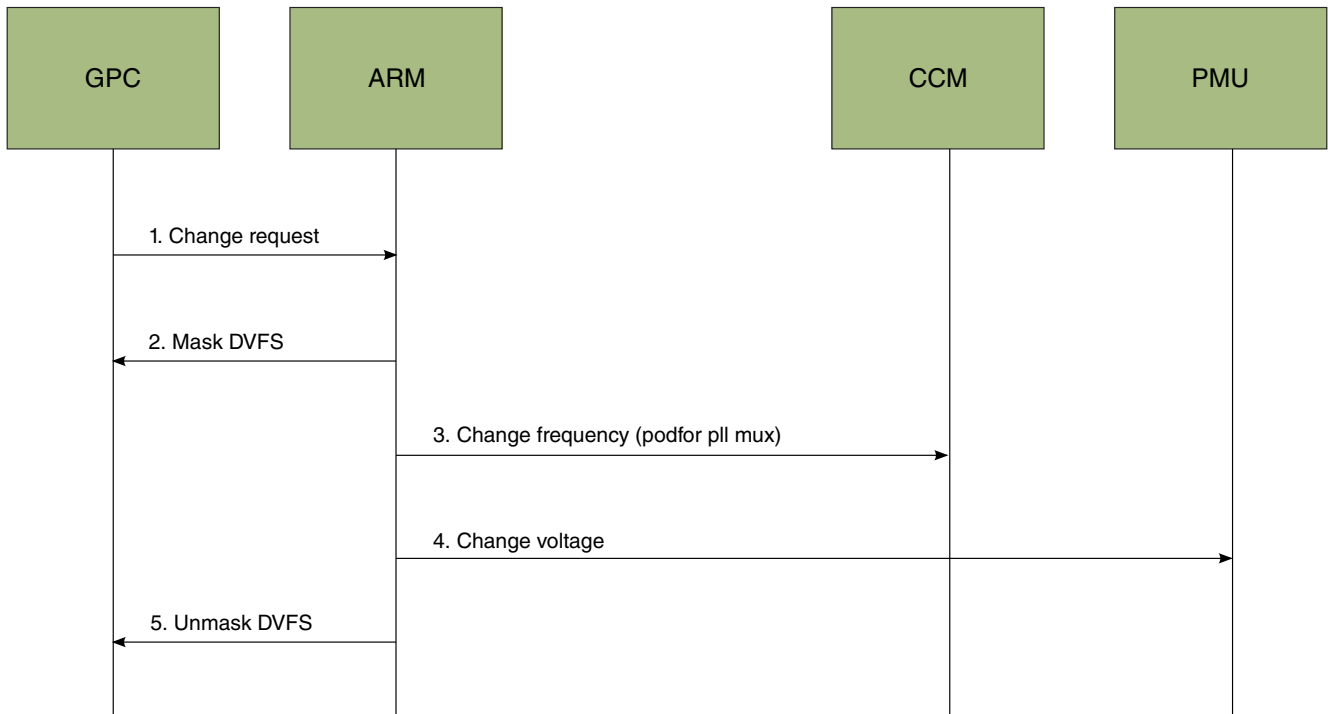 GPC
ARM
CCM
PMU
1. Change request
2. Mask DVFS
3. Change frequency (podfor pll mux)
4. Change voltage
5. Unmask DVFS